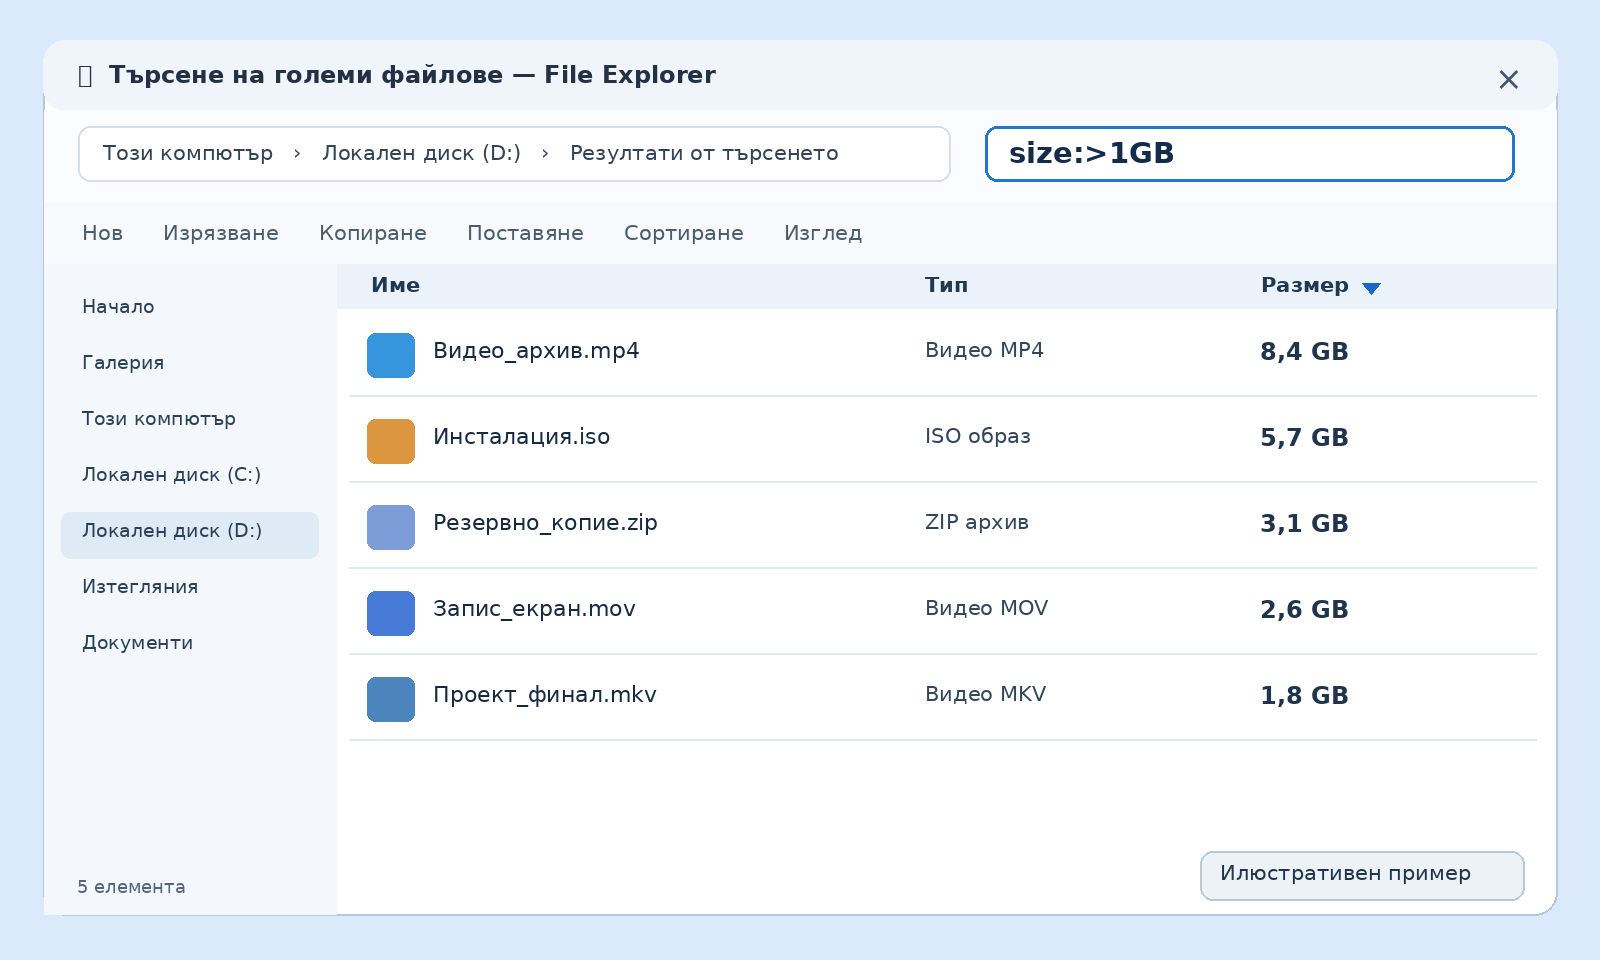 Търсене на големи файлове — File Explorer
Този компютър › Локален диск (D:) › Резултати от търсенето
size:>1GB
Нов Изрязване Копиране Поставяне Сортиране Изглед
Начало
Галерия
Този компютър
Локален диск (C:)
Локален диск (D:)
Изтегляния
Документи
5 елемента
Име Тип Размер
Видео_архив.mp4 Видео MP4 8,4 GB
Инсталация.iso ISO образ 5,7 GB
Резервно_копие.zip ZIP архив 3,1 GB
Запис_екран.mov Видео MOV 2,6 GB
Проект_финал.mkv Видео MKV 1,8 GB
Илюстративен пример